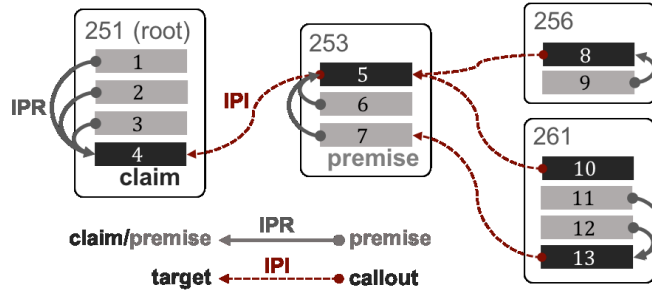 251 (root)
1
2
3
4
claim
IPR
IPI
253
5
6
7
premise
256
8
9
261
10
11
12
13
claim/premise IPR premise
target IPI callout